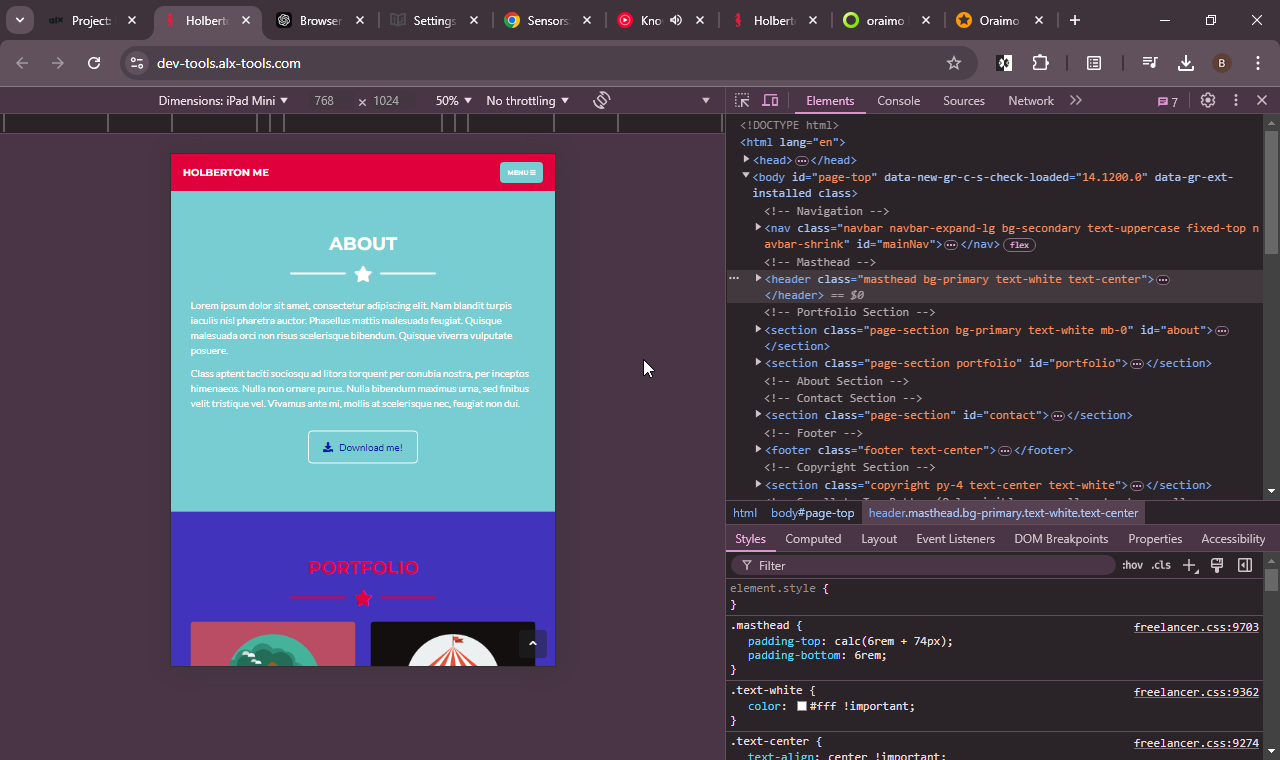 Project:
Holberto
Browser
Settings
Sensors
Kno
Holbert
oraimo
Oraimo
dev-tools.alx-tools.com
B
Dimensions: iPad Mini
768
×
1024
50%
No throttling
Elements
Console
Sources
Network
7
HOLBERTON ME
MENU
ABOUT
Lorem ipsum dolor sit amet, consectetur adipiscing elit. Nam blandit turpis
iaculis nisl pharetra auctor. Phasellus mattis malesuada feugiat. Quisque
malesuada orci non risus scelerisque bibendum. Quisque viverra vulputate
posuere.
Class aptent taciti sociosqu ad litora torquent per conubia nostra, per inceptos
himenaeos. Nulla non ornare purus. Nulla bibendum maximus urna, sed finibus
velit tristique vel. Vivamus ante mi, mollis at scelerisque nec, feugiat non dui.
Download me!
PORTFOLIO
<!DOCTYPE html>
<html lang="en">
<head>…</head>
<body id="page-top" data-new-gr-c-s-check-loaded="14.1200.0" data-gr-ext-
installed class>
<!-- Navigation -->
<nav class="navbar navbar-expand-lg bg-secondary text-uppercase fixed-top n
avbar-shrink" id="mainNav">…</nav> flex
<!-- Masthead -->
<header class="masthead bg-primary text-white text-center">…
</header> == $0
<!-- Portfolio Section -->
<section class="page-section bg-primary text-white mb-0" id="about">…
</section>
<section class="page-section portfolio" id="portfolio">…</section>
<!-- About Section -->
<!-- Contact Section -->
<section class="page-section" id="contact">…</section>
<!-- Footer -->
<footer class="footer text-center">…</footer>
<!-- Copyright Section -->
<section class="copyright py-4 text-center text-white">…</section>
html
body#page-top
header.masthead.bg-primary.text-white.text-center
Styles
Computed
Layout
Event Listeners
DOM Breakpoints
Properties
Accessibility
Filter
:hov
.cls
element.style {
}
.masthead {
freelancer.css:9703
padding-top: calc(6rem + 74px);
padding-bottom: 6rem;
}
.text-white {
freelancer.css:9362
color: #fff !important;
}
.text-center {
freelancer.css:9274
text-align: center !important;